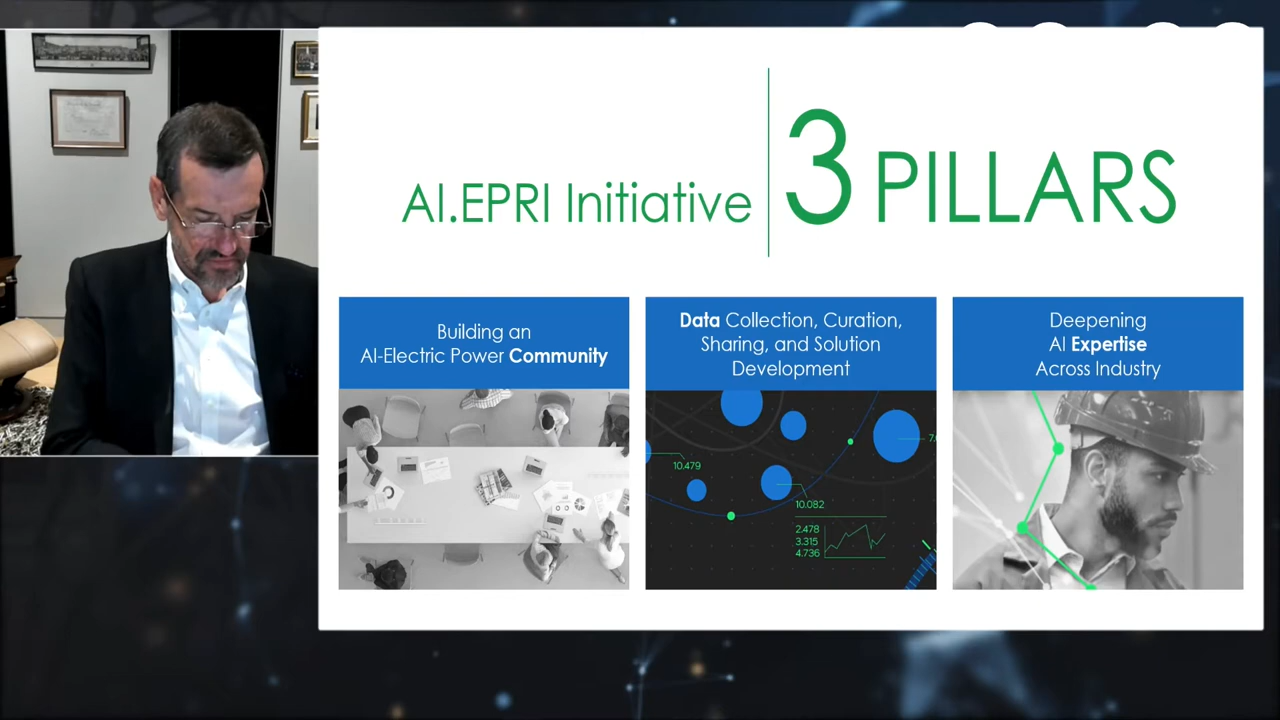 AI.EPRI Initiative
3 PILLARS
Building an
AI-Electric Power Community
Data Collection, Curation,
Sharing, and Solution
Development
Deepening
AI Expertise
Across Industry
10.479
10.082
2.478
3.315
4.736